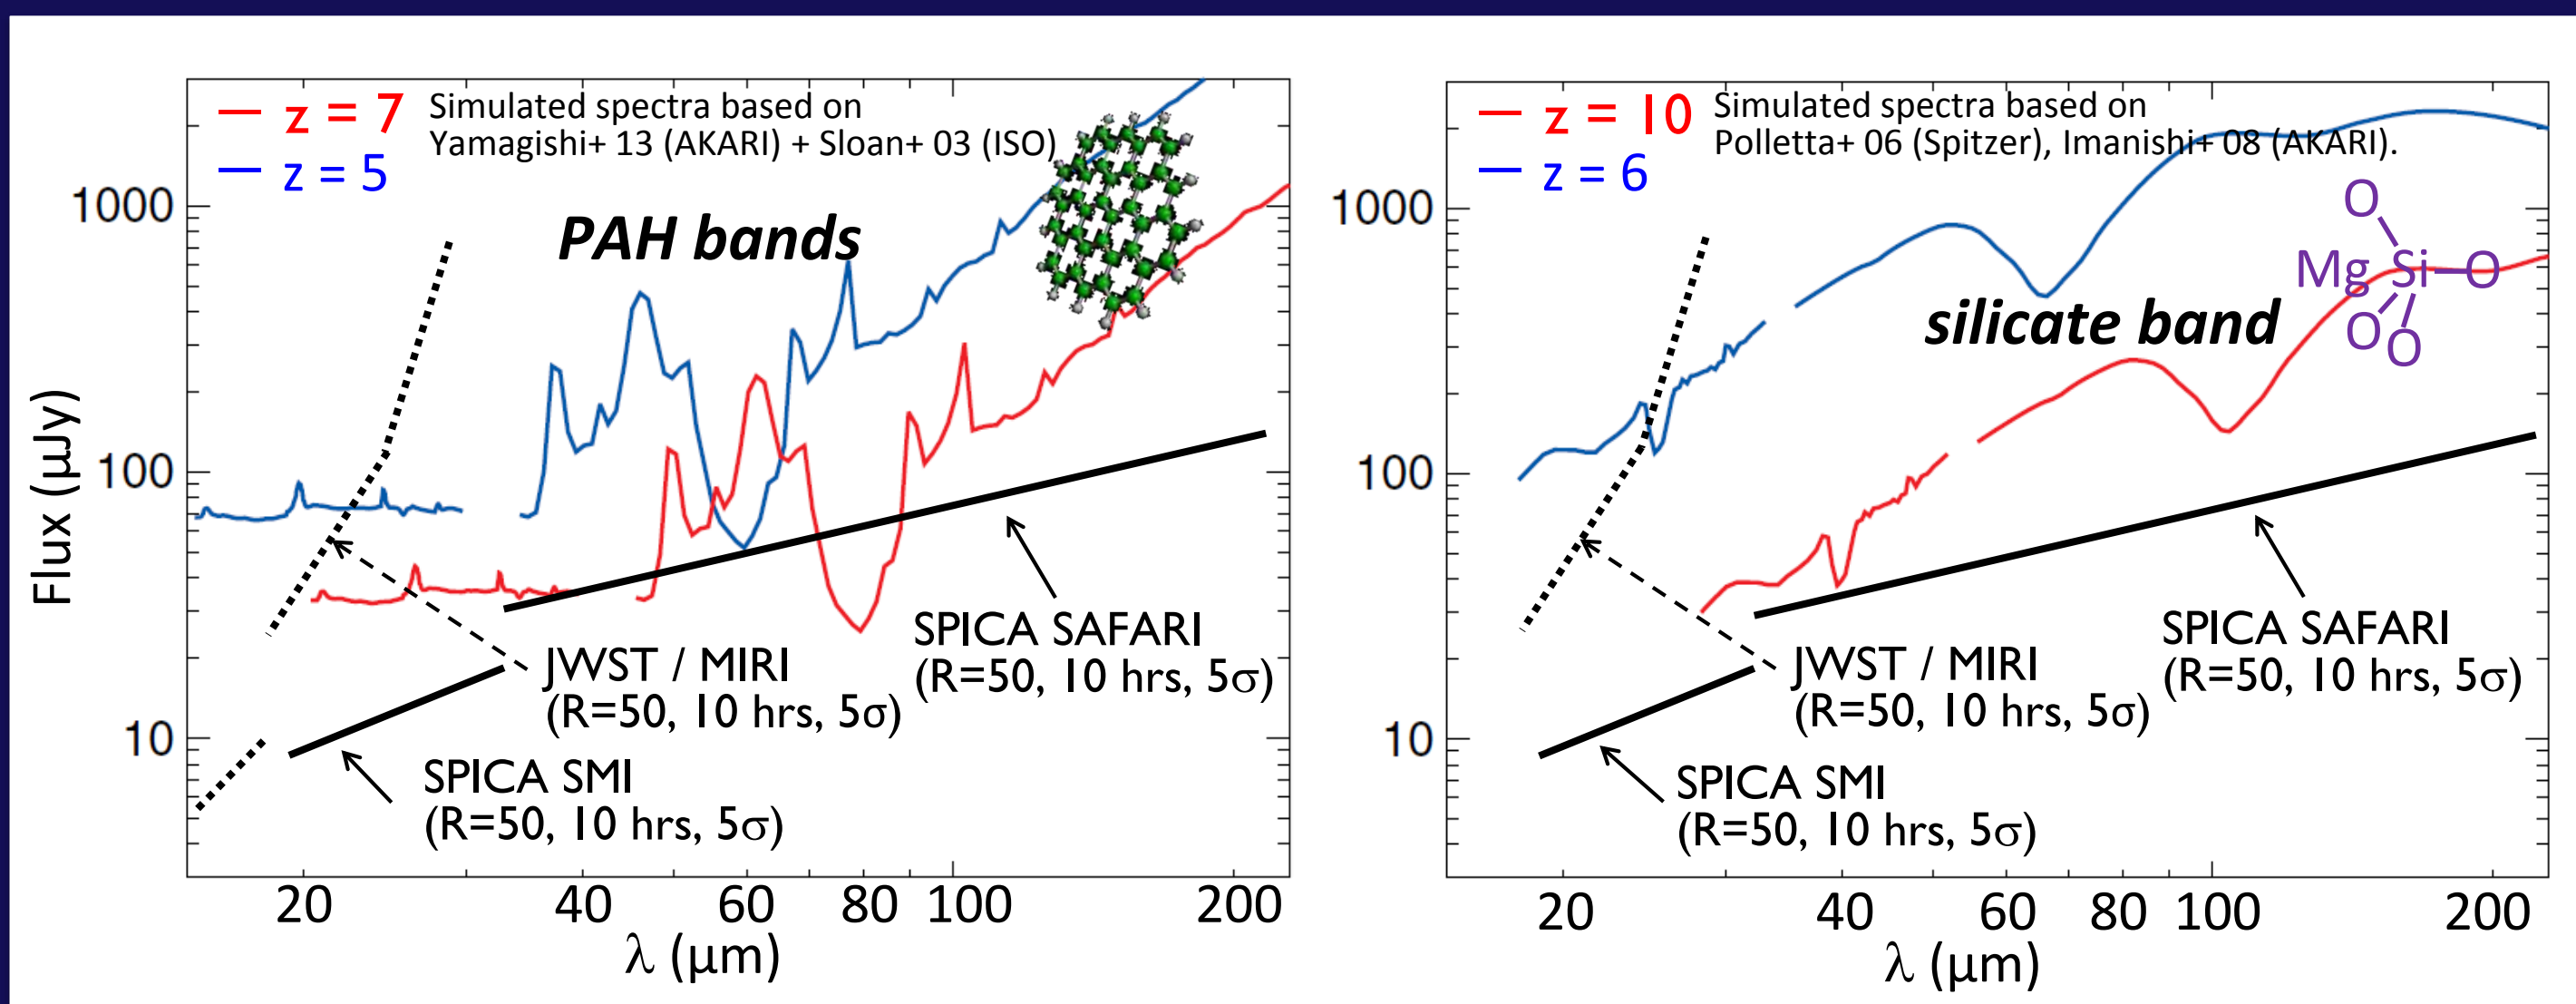 z = 7
z = 5
Simulated spectra based on
Yamagishi+ 13 (AKARI) + Sloan+ 03 (ISO)
PAH bands
1000
100
10
Flux (μJy)
SPICA SAFARI
(R=50, 10 hrs, 5σ)
JWST / MIRI
(R=50, 10 hrs, 5σ)
SPICA SMI
(R=50, 10 hrs, 5σ)
20 40 60 80 100 200
λ (μm)
z = 10
z = 6
Simulated spectra based on
Polletta+ 06 (Spitzer), Imanishi+ 08 (AKARI).
O
Mg Si O
O O
silicate band
1000
100
10
SPICA SAFARI
(R=50, 10 hrs, 5σ)
JWST / MIRI
(R=50, 10 hrs, 5σ)
SPICA SMI
(R=50, 10 hrs, 5σ)
20 40 60 80 100 200
λ (μm)